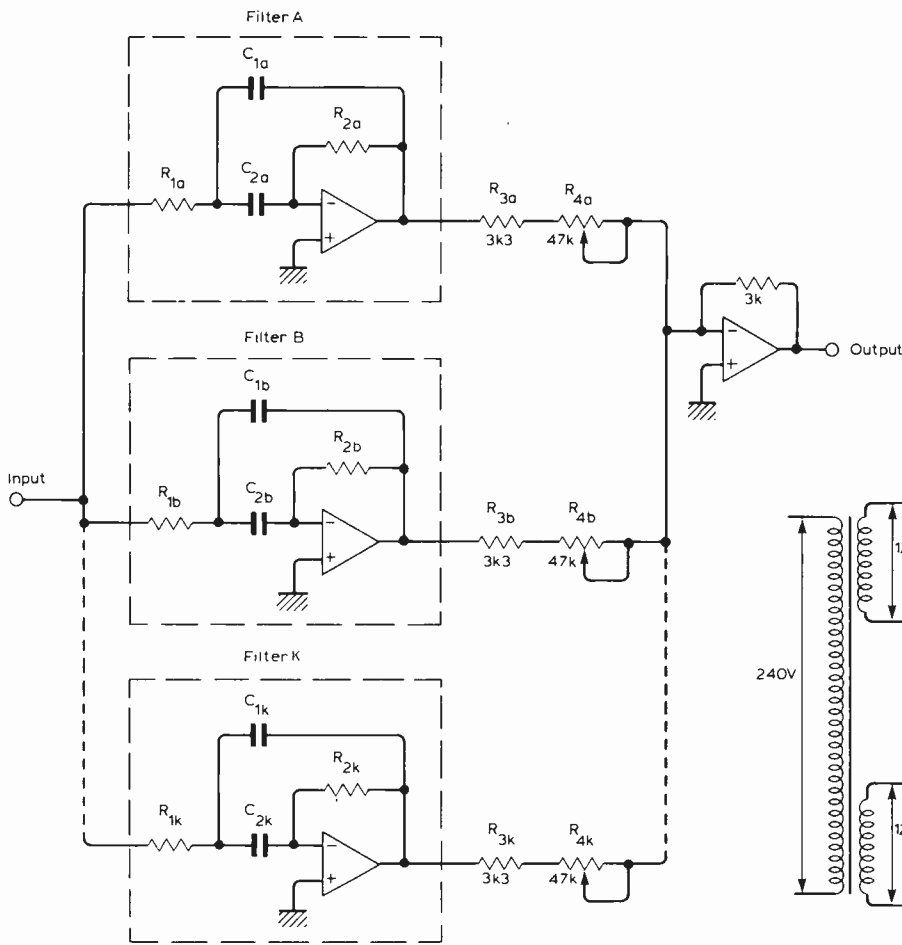 Filter A
C1a
R2a
R1a
C2a
R3a
R4a
3k3
47k
3k
Output
Filter B
C1b
R2b
Input
R1b
C2b
R3b
R4b
3k3
47k
240V
Filter K
C1k
R2k
R1k
C2k
R3k
R4k
3k3
47k